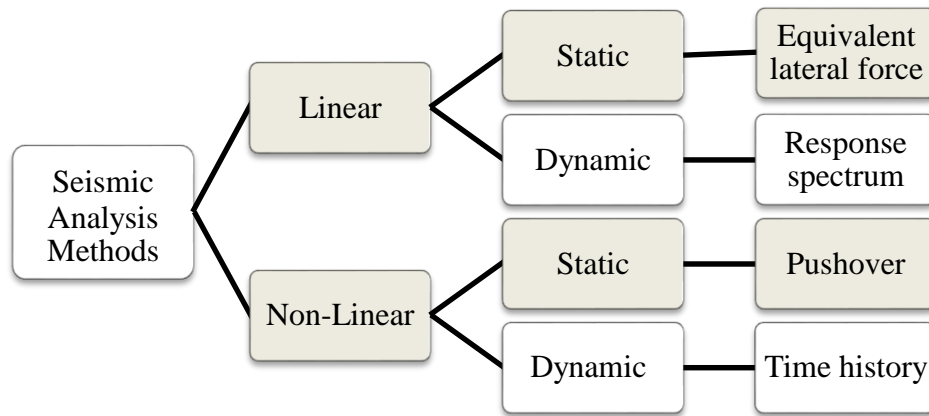 Seismic
Analysis
Methods
Linear
Static
Equivalent
lateral force
Dynamic
Response
spectrum
Non-Linear
Static
Pushover
Dynamic
Time history